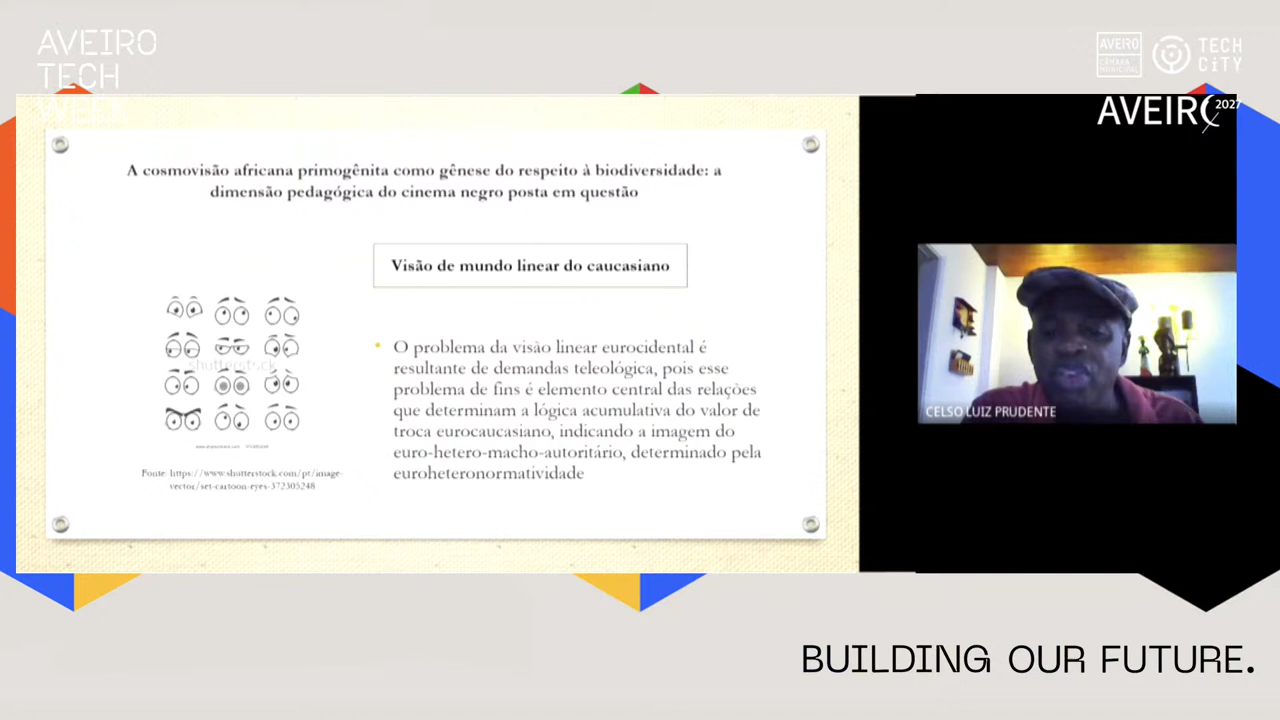 AVEIRO
TECH
WEEK
AVEIRO
CÂMARA
MUNICIPAL
TECH
CiTY
AVEIRO
2027
A cosmovisão africana primogênita como gênese do respeito à biodiversidade: a
dimensão pedagógica do cinema negro posta em questão
Visão de mundo linear do caucasiano
shutterstock
• O problema da visão linear eurocidental é
resultante de demandas teleológica, pois esse
problema de fins é elemento central das relações
que determinam a lógica acumulativa do valor de
troca eurocaucasiano, indicando a imagem do
euro-hetero-macho-autoritário, determinado pela
euroheteronormatividade
Fonte: https://www.shutterstock.com/pt/image-
vector/set-cartoon-eyes-372305248
CELSO LUIZ PRUDENTE
BUILDING OUR FUTURE.